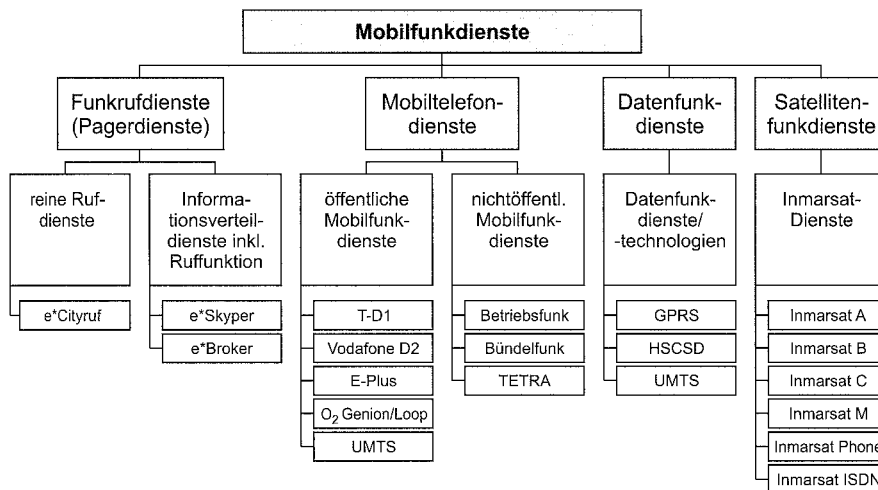 Mobilfunkdienste
Funkrufdienste
(Pagerdienste)
Mobiltelefon-
dienste
Datenfunk-
dienste
Satelliten-
funkdienste
reine Ruf-
dienste
Informa-
tionsverteil-
dienste inkl.
Ruffunktion
öffentliche
Mobilfunk-
dienste
nichtöffentl.
Mobilfunk-
dienste
Datenfunk-
dienste/
-technologien
Inmarsat-
Dienste
e*Cityruf
e*Skyper
e*Broker
T-D1
Vodafone D2
E-Plus
O2 Genion/Loop
UMTS
Betriebsfunk
Bündelfunk
TETRA
GPRS
HSCSD
UMTS
Inmarsat A
Inmarsat B
Inmarsat C
Inmarsat M
Inmarsat Phone
Inmarsat ISDN